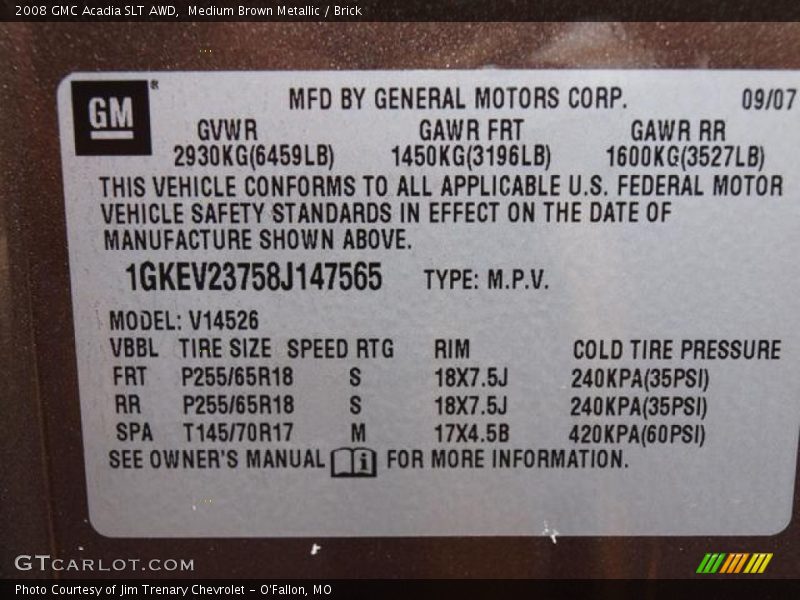 2008 GMC Acadia SLT AWD,  Medium Brown Metallic / Brick
GM ® MFD BY GENERAL MOTORS CORP. 09/07
GVWR GAWR FRT GAWR RR
2930KG(6459LB) 1450KG(3196LB) 1600KG(3527LB)
THIS VEHICLE CONFORMS TO ALL APPLICABLE U.S. FEDERAL MOTOR
VEHICLE SAFETY STANDARDS IN EFFECT ON THE DATE OF
MANUFACTURE SHOWN ABOVE.
1GKEV23758J147565 TYPE: M.P.V.
MODEL: V14526
VBBL TIRE SIZE SPEED RTG RIM COLD TIRE PRESSURE
FRT P255/65R18 S 18X7.5J 240KPA(35PSI)
RR P255/65R18 S 18X7.5J 240KPA(35PSI)
SPA T145/70R17 M 17X4.5B 420KPA(60PSI)
SEE OWNER'S MANUAL i FOR MORE INFORMATION.
GTCARLOT.COM
Photo Courtesy of Jim Trenary Chevrolet - O'Fallon, MO